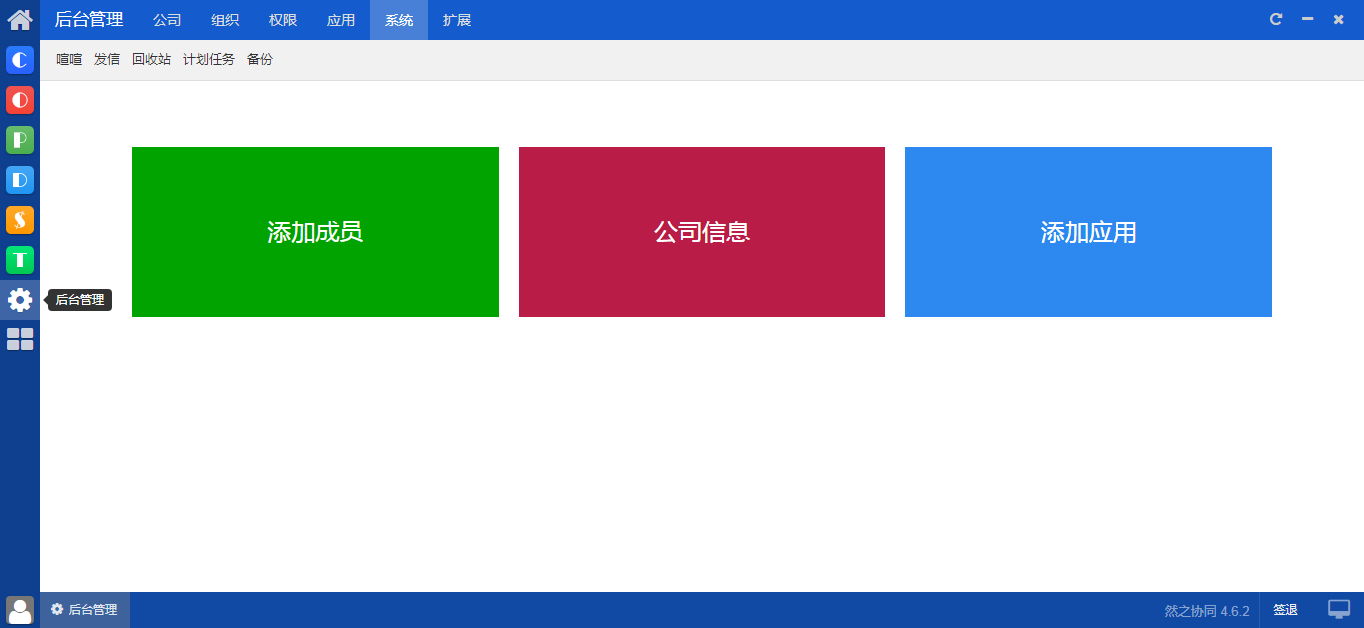 后台管理 公司 组织 权限 应用 系统 扩展
喧喧 发信 回收站 计划任务 备份
添加成员 公司信息 添加应用
后台管理
后台管理 然之协同 4.6.2 签退